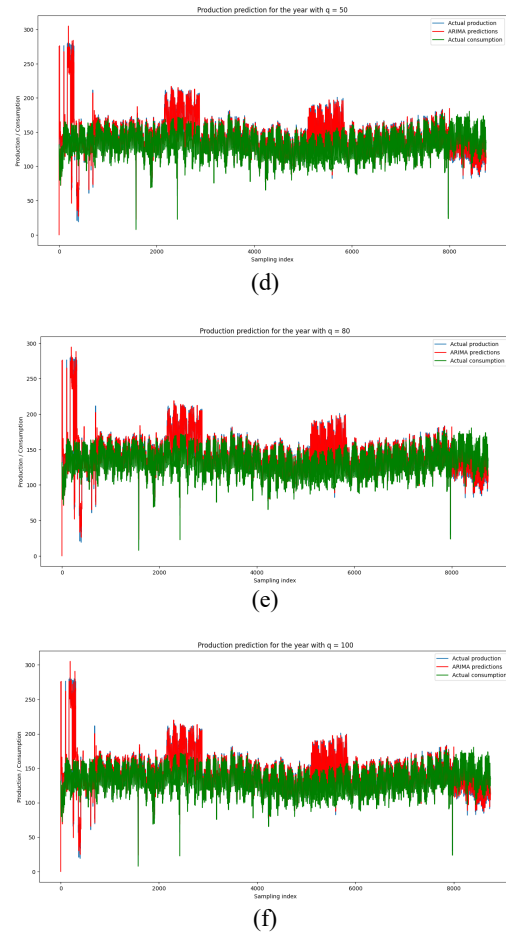 Production prediction for the year with q = 50
Actual production
ARIMA predictions
Actual consumption
Production / Consumption
300
250
200
150
100
50
0
0 2000 4000 6000 8000
Sampling index
(d)
Production prediction for the year with q = 80
Actual production
ARIMA predictions
Actual consumption
Production / Consumption
300
250
200
150
100
50
0
0 2000 4000 6000 8000
Sampling index
(e)
Production prediction for the year with q = 100
Actual production
ARIMA predictions
Actual consumption
Production / Consumption
300
250
200
150
100
50
0
0 2000 4000 6000 8000
Sampling index
(f)